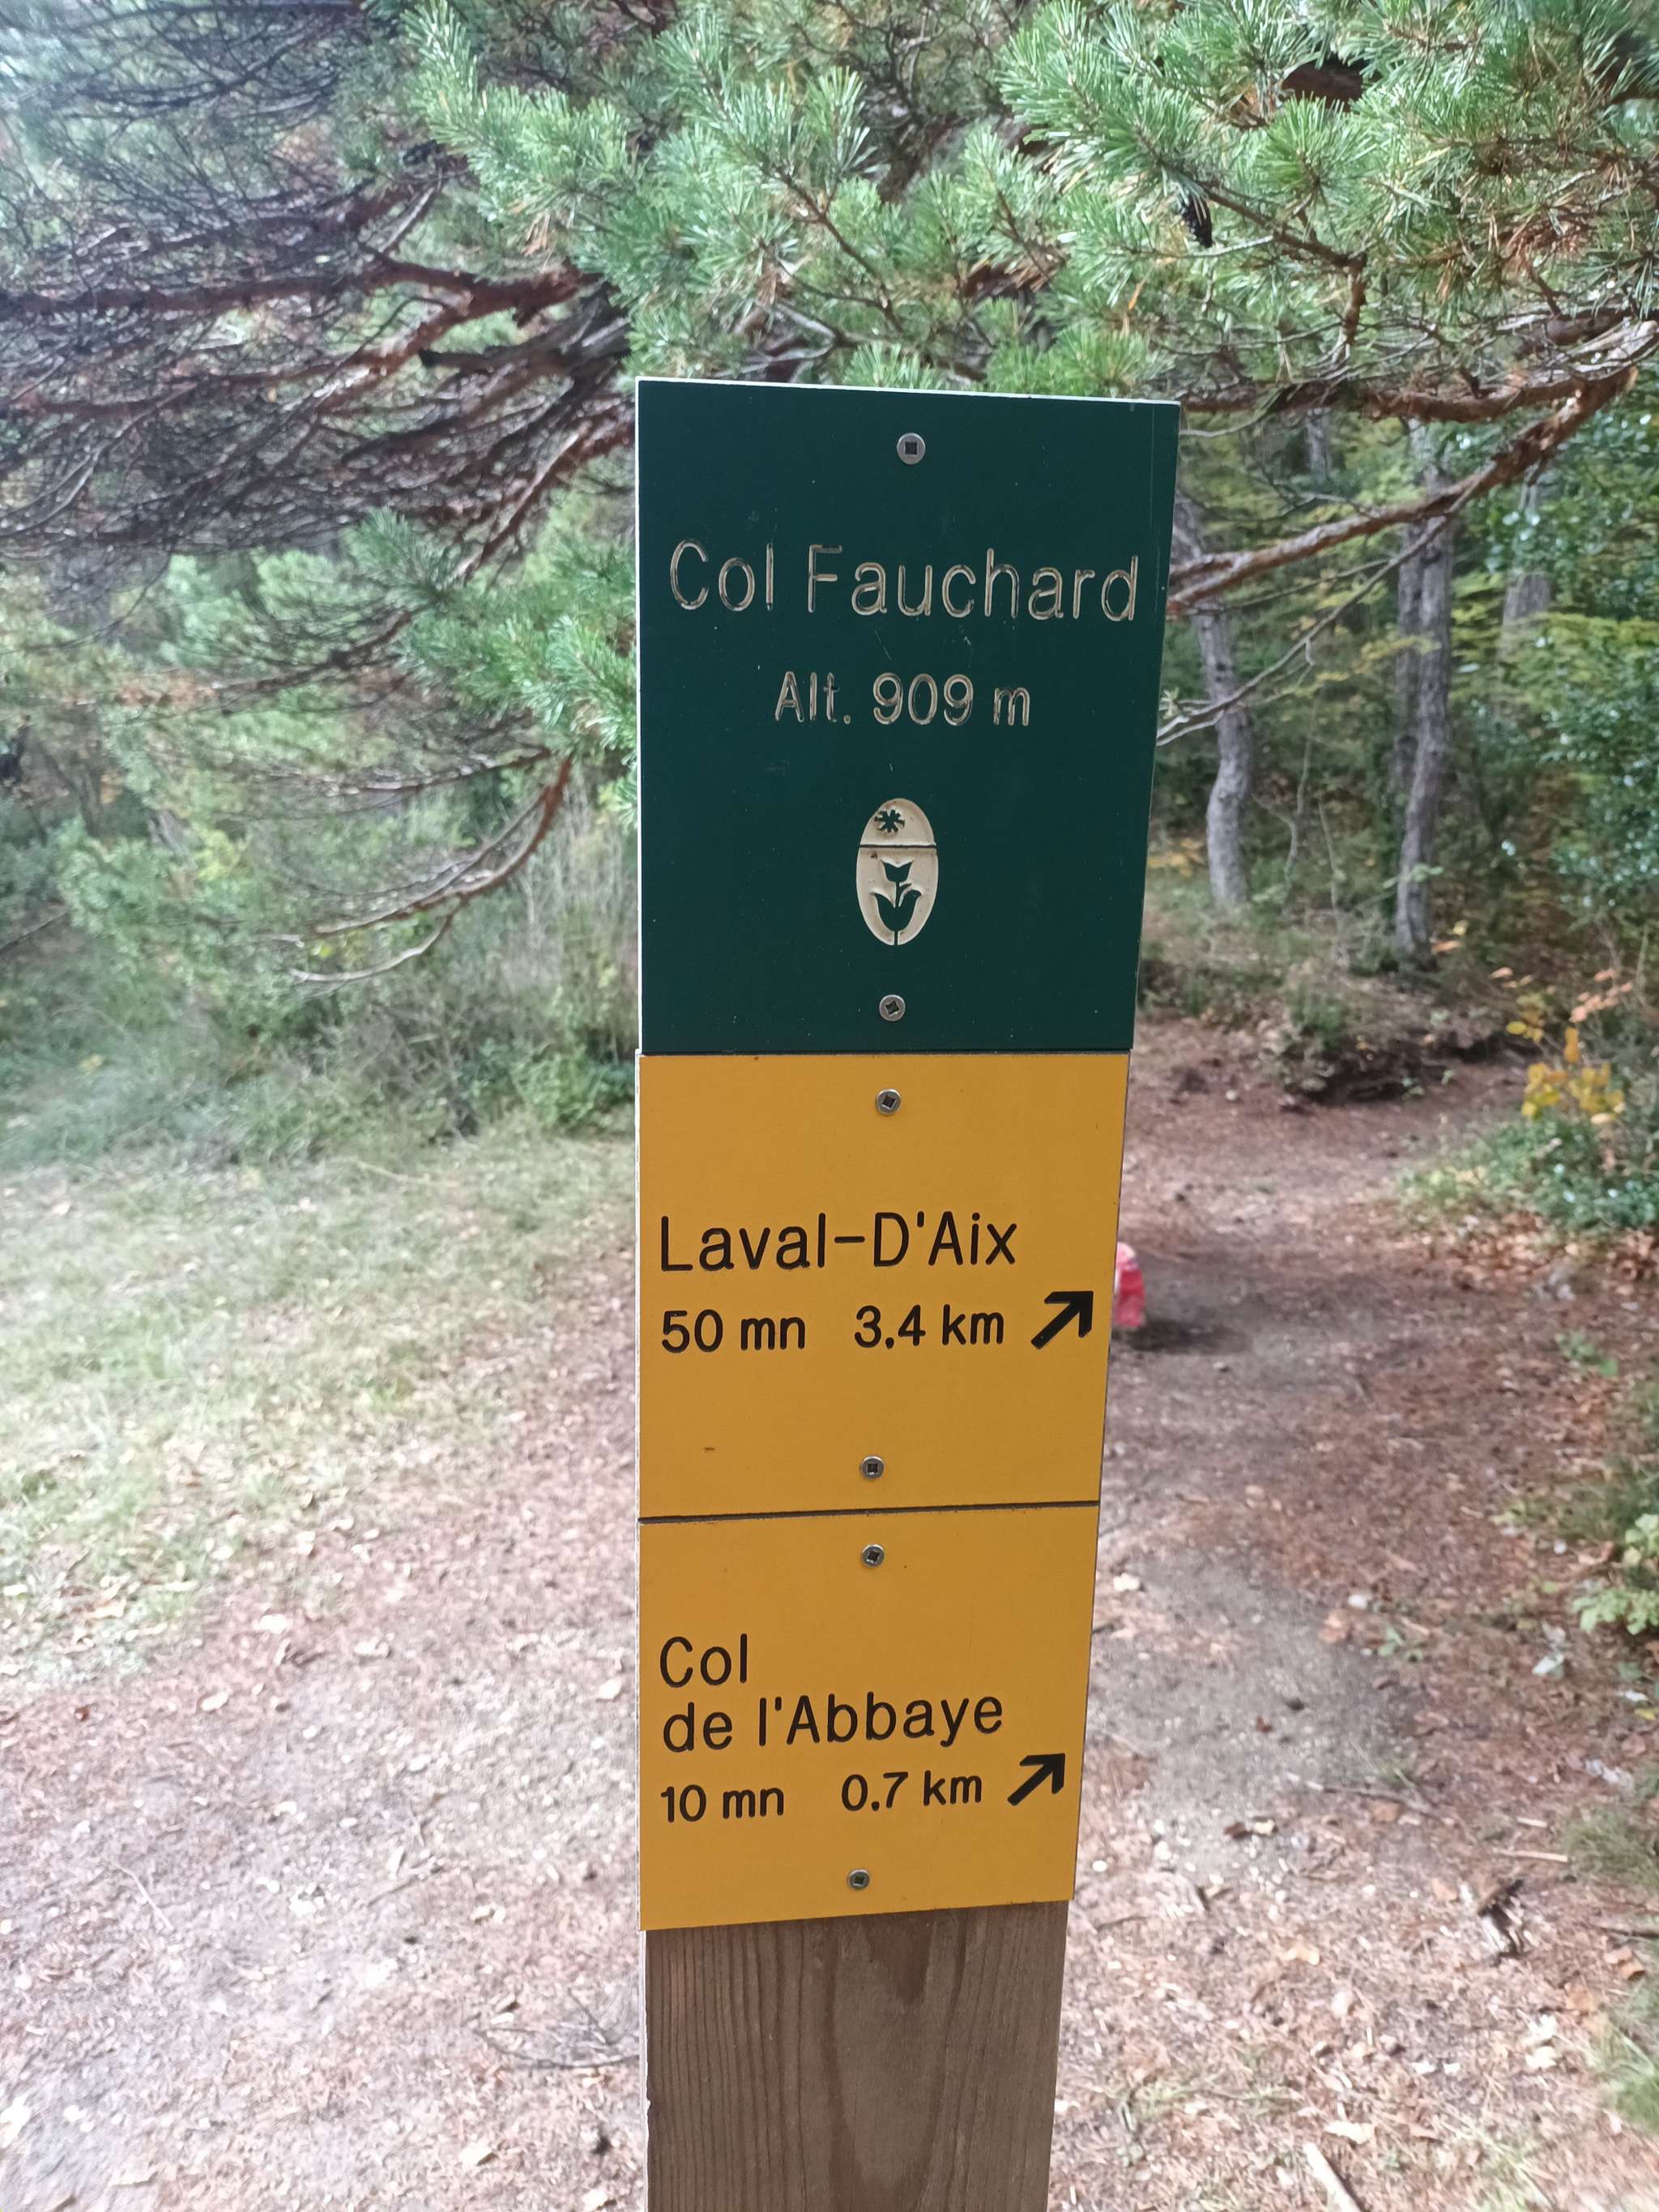 Col Fauchard
Alt. 909 m
Laval-D'Aix
50 mn 3,4 km
Col
de l'Abbaye
10 mn 0,7 km